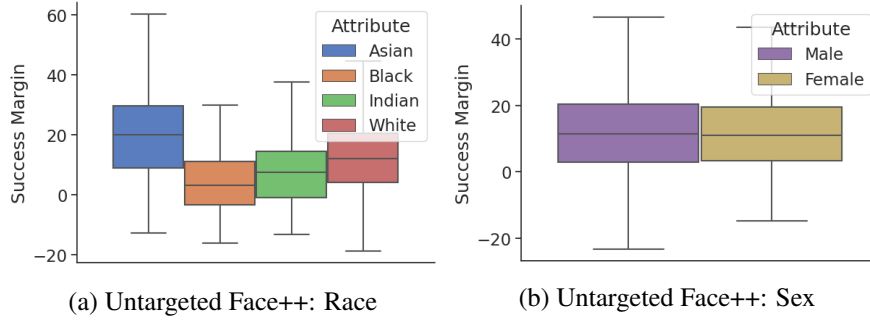 Success Margin
60
40
20
0
−20
Attribute
Asian
Black
Indian
White
(a) Untargeted Face++: Race
Success Margin
40
20
0
−20
Attribute
Male
Female
(b) Untargeted Face++: Sex